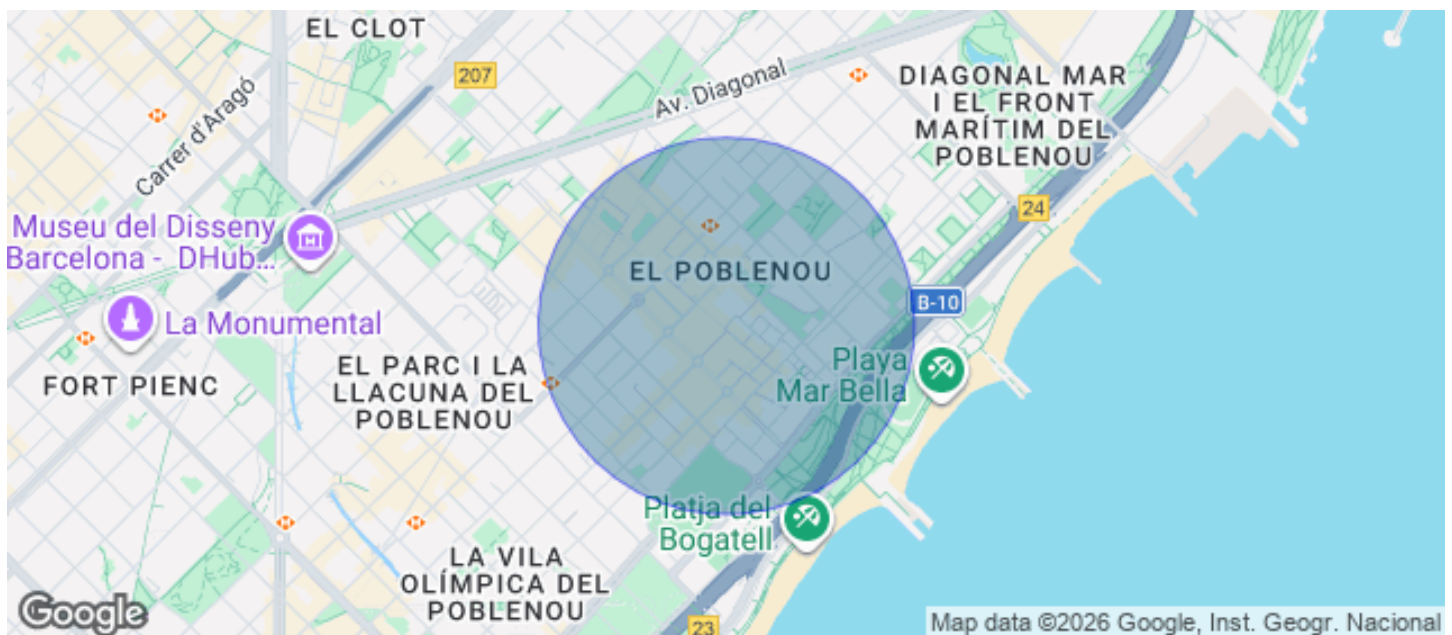 EL CLOT
207
Av. Diagonal
Carrer d'Aragó
DIAGONAL MAR
I EL FRONT
MARÍTIM DEL
POBLENOU
24
Museu del Disseny
Barcelona - DHub...
EL POBLENOU
B-10
La Monumental
FORT PIENC
EL PARC I LA
LLACUNA DEL
POBLENOU
Playa
Mar Bella
Platja del
Bogatell
LA VILA
OLÍMPICA DEL
POBLENOU
23
Google
Map data ©2026 Google, Inst. Geogr. Nacional